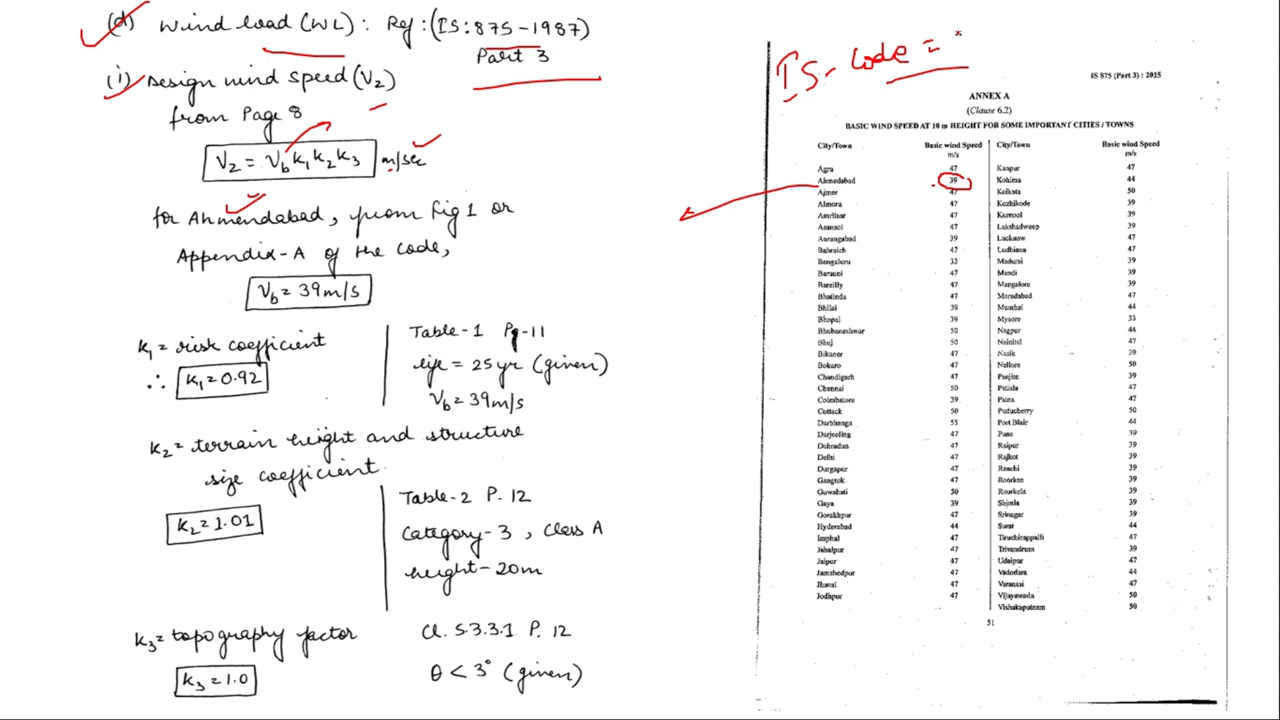 (d) Wind load (WL): Ref: (IS: 875-1987)
Part 3
(i) Design wind speed (Vz)
from Page 8
Vz = Vb K1 K2 K3 m/sec
for Ahmendabad, from Fig 1 or
Appendix-A of the code,
Vb = 39 m/s
K1 = risk coefficient
∴ K1 = 0.92
Table-1 Pg-11
life = 25 yr (given)
Vb = 39 m/s
K2 = terrain height and structure
size coefficient
K2 = 1.01
Table-2 P. 12
Category-3, Class A
height-20m
K3 = topography factor
K3 = 1.0
Cl. 5.3.3.1 P. 12
θ < 3° (given)
IS-Code =
IS 875 (Part 3) : 2015
ANNEX A
(Clause 6.2)
BASIC WIND SPEED AT 10 m HEIGHT FOR SOME IMPORTANT CITIES / TOWNS
City/Town Basic wind Speed City/Town Basic wind Speed
m/s m/s
Agra 47 Kanpur 47
Ahmedabad 39 Kohima 44
Ajmer 47 Kolkata 50
Almora 47 Kozhikode 39
Amritsar 47 Kurnool 39
Asansol 47 Lakshadweep 39
Aurangabad 39 Lucknow 47
Bahraich 47 Ludhiana 47
Bengaluru 33 Madurai 39
Barauni 47 Mandi 39
Bareilly 47 Mangalore 39
Bhatinda 47 Moradabad 47
Bhilai 39 Mumbai 44
Bhopal 39 Mysore 33
Bhubaneshwar 50 Nagpur 44
Bhuj 50 Nainital 47
Bikaner 47 Nasik 39
Bokaro 47 Nellore 50
Chandigarh 47 Panjim 39
Chennai 50 Patiala 47
Coimbatore 39 Patna 47
Cuttack 50 Puducherry 50
Darbhanga 55 Port Blair 44
Darjeeling 47 Pune 39
Dehradun 47 Raipur 39
Delhi 47 Rajkot 39
Durgapur 47 Ranchi 39
Gangtok 47 Roorkee 39
Guwahati 50 Rourkela 39
Gaya 39 Shimla 39
Gorakhpur 47 Srinagar 39
Hyderabad 44 Surat 44
Imphal 47 Tiruchirappalli 47
Jabalpur 47 Trivandrum 39
Jaipur 47 Udaipur 47
Jamshedpur 47 Vadodara 44
Jhansi 47 Varanasi 47
Jodhpur 47 Vijayawada 50
Vishakapatnam 50
51